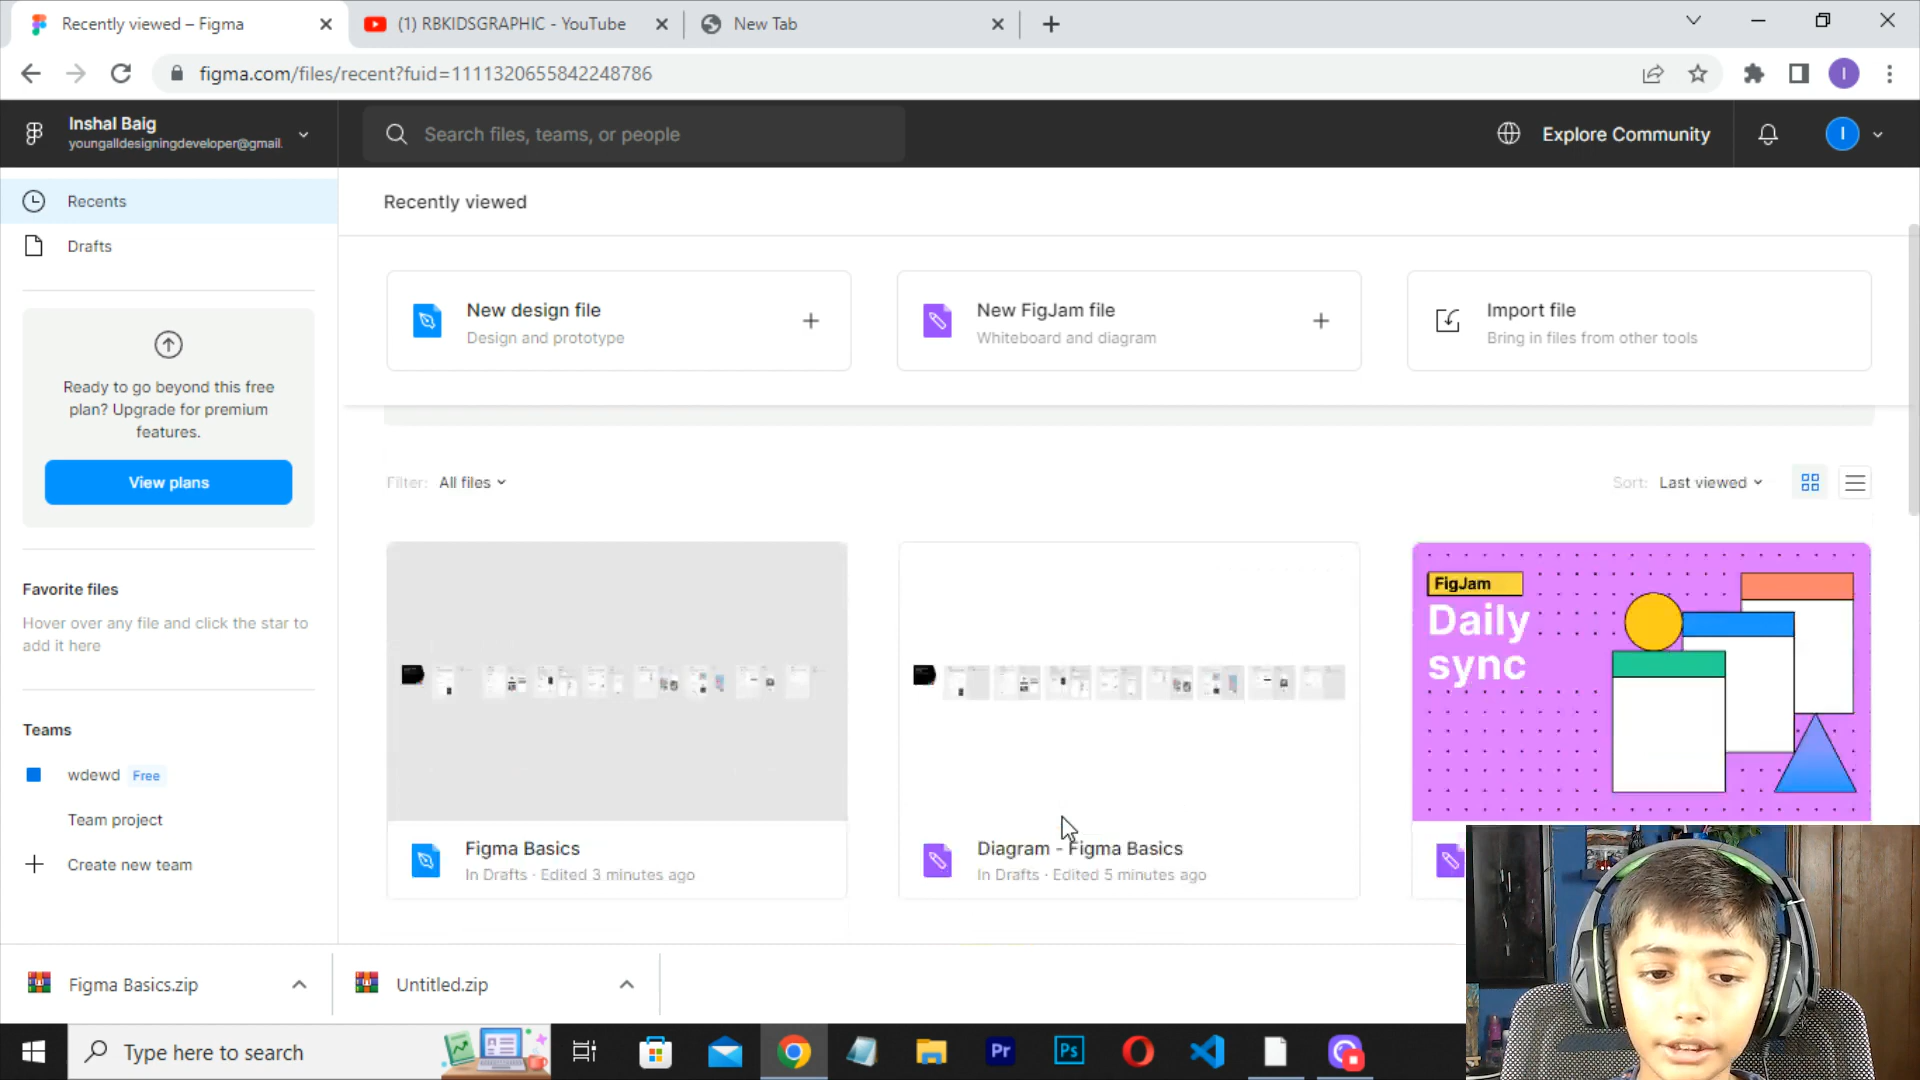 Recently viewed – Figma
(1) RBKIDSGRAPHIC - YouTube
New Tab
figma.com/files/recent?fuid=1111320655842248786
I
Inshal Baig
youngalldesigningdeveloper@gmail.
Search files, teams, or people
Explore Community
I
Recents
Drafts
Ready to go beyond this free
plan? Upgrade for premium
features.
View plans
Favorite files
Hover over any file and click the star to
add it here
Teams
wdewd Free
Team project
Create new team
Recently viewed
New design file
Design and prototype
New FigJam file
Whiteboard and diagram
Import file
Bring in files from other tools
Filter: All files
Sort: Last viewed
FigJam
Daily
sync
Figma Basics
In Drafts · Edited 3 minutes ago
Diagram - Figma Basics
In Drafts · Edited 5 minutes ago
Figma Basics.zip
Untitled.zip
Type here to search
Pr
Ps